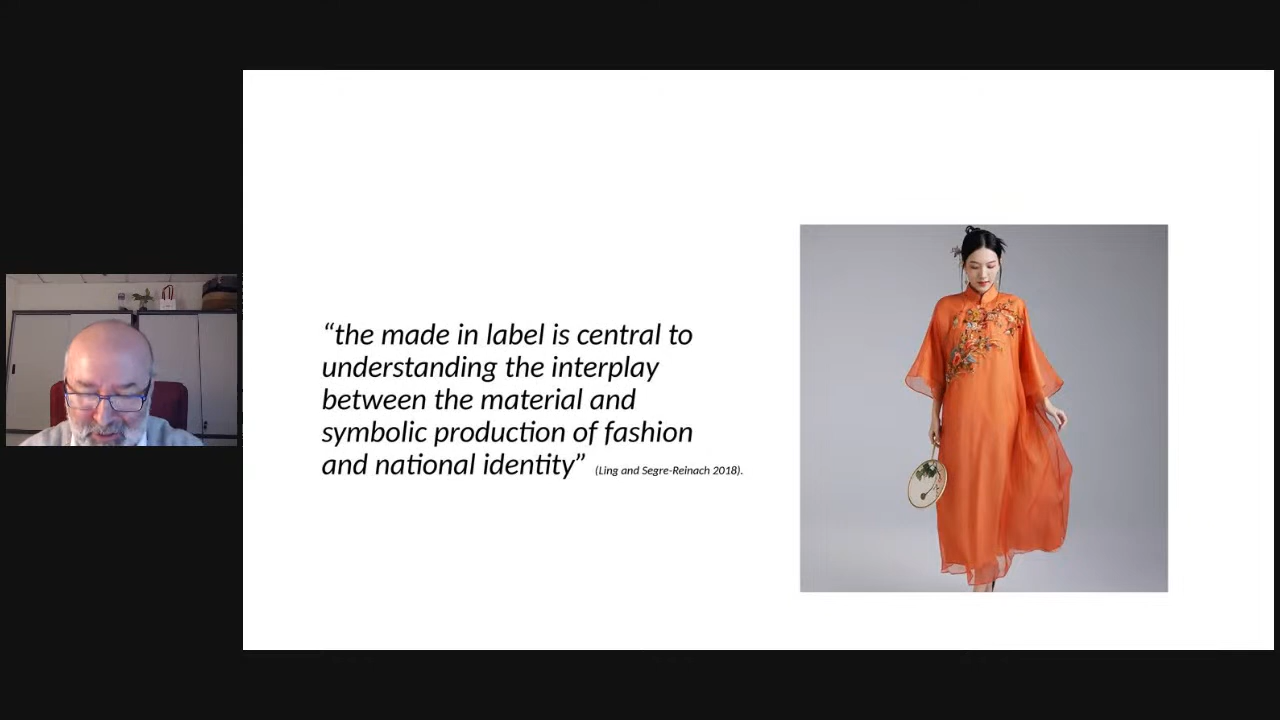 “the made in label is central to
understanding the interplay
between the material and
symbolic production of fashion
and national identity” (Ling and Segre-Reinach 2018).